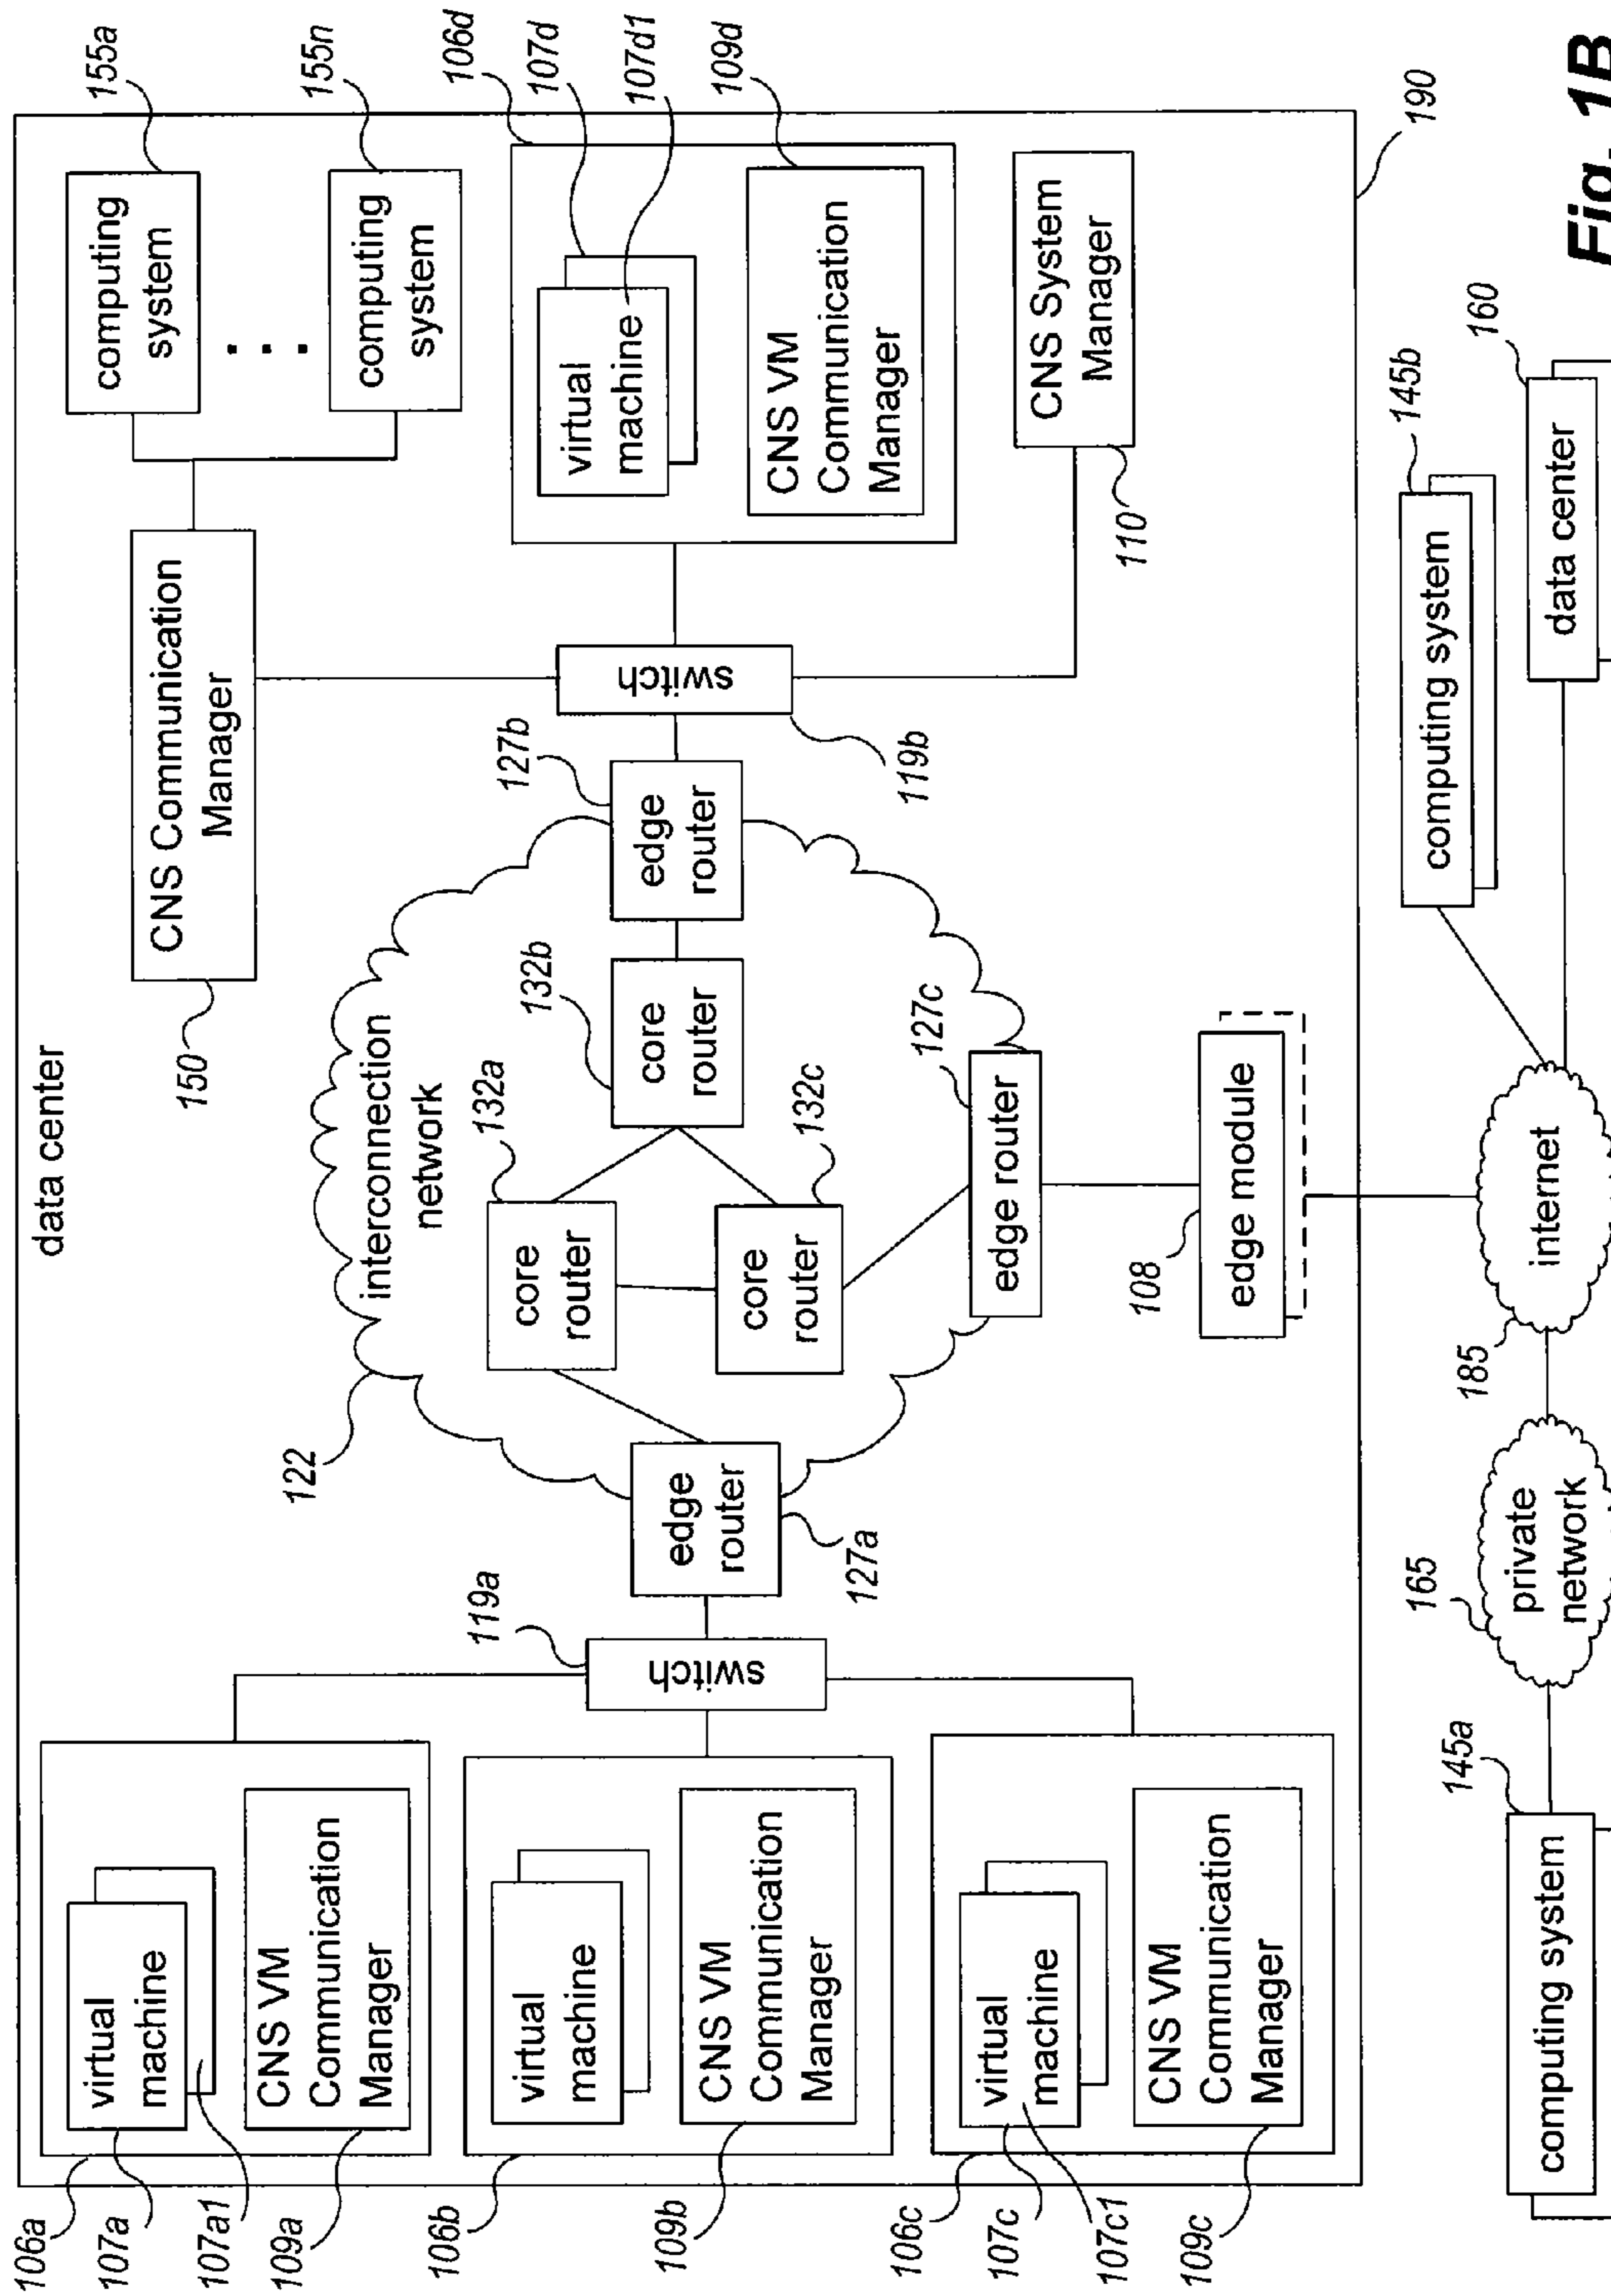 data center
106a
107a
107a1
109a
virtual
machine
CNS VM
Communication
Manager
106b
109b
virtual
machine
CNS VM
Communication
Manager
106c
107c
107c1
109c
virtual
machine
CNS VM
Communication
Manager
119a
switch
122
interconnection
network
edge
router
127a
132a
core
router
132b
core
router
132c
core
router
127b
edge
router
127c
edge router
108
edge module
150
CNS Communication
Manager
119b
switch
computing
system
155a
. . .
computing
system
155n
106d
107d
107d1
109d
virtual
machine
CNS VM
Communication
Manager
110
CNS System
Manager
190
145a
computing system
165
private
network
185
internet
145b
computing system
160
data center
Fig. 1B